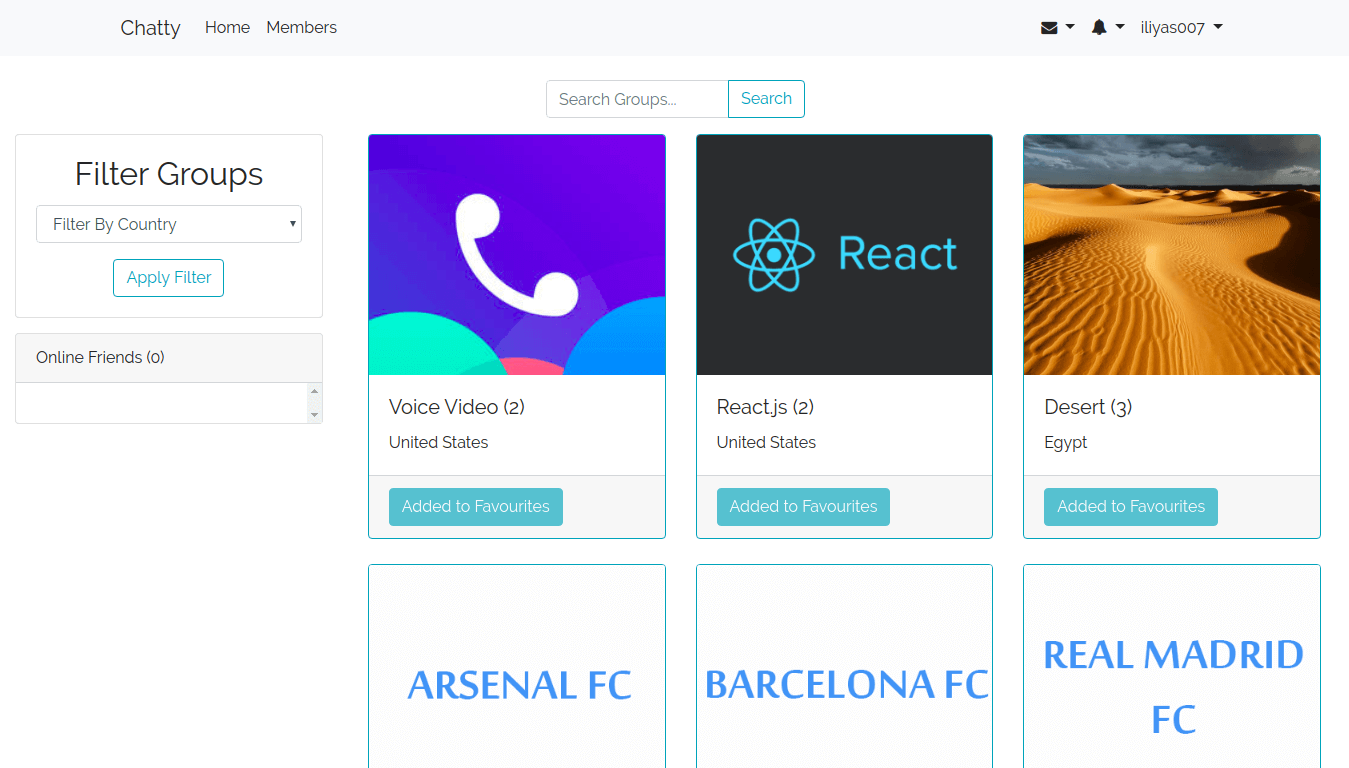 Chatty Home Members iliyas007
Search Groups... Search
Filter Groups
Filter By Country
Apply Filter
Online Friends (0)
React
Voice Video (2)
United States
Added to Favourites
React.js (2)
United States
Added to Favourites
Desert (3)
Egypt
Added to Favourites
ARSENAL FC
BARCELONA FC
REAL MADRID
FC